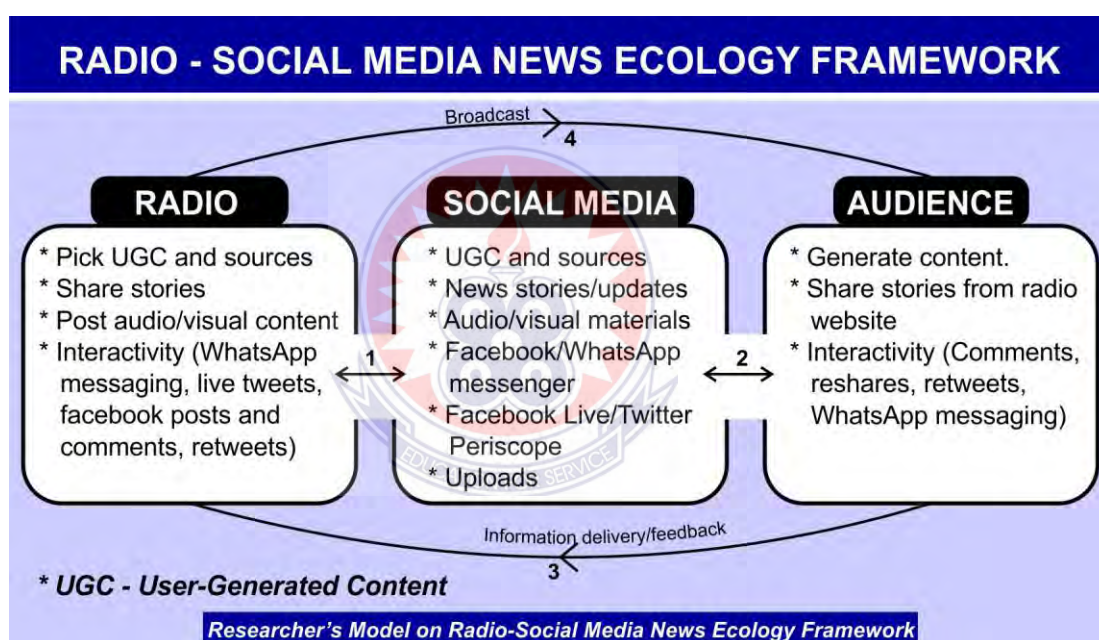 RADIO - SOCIAL MEDIA NEWS ECOLOGY FRAMEWORK
Broadcast
4
RADIO
* Pick UGC and sources
* Share stories
* Post audio/visual content
* Interactivity (WhatsApp
messaging, live tweets,
facebook posts and
comments, retweets)
1
SOCIAL MEDIA
* UGC and sources
* News stories/updates
* Audio/visual materials
* Facebook/WhatsApp
messenger
* Facebook Live/Twitter
Periscope
* Uploads
2
AUDIENCE
* Generate content.
* Share stories from radio
website
* Interactivity (Comments,
reshares, retweets,
WhatsApp messaging)
Information delivery/feedback
3
* UGC - User-Generated Content
Researcher's Model on Radio-Social Media News Ecology Framework